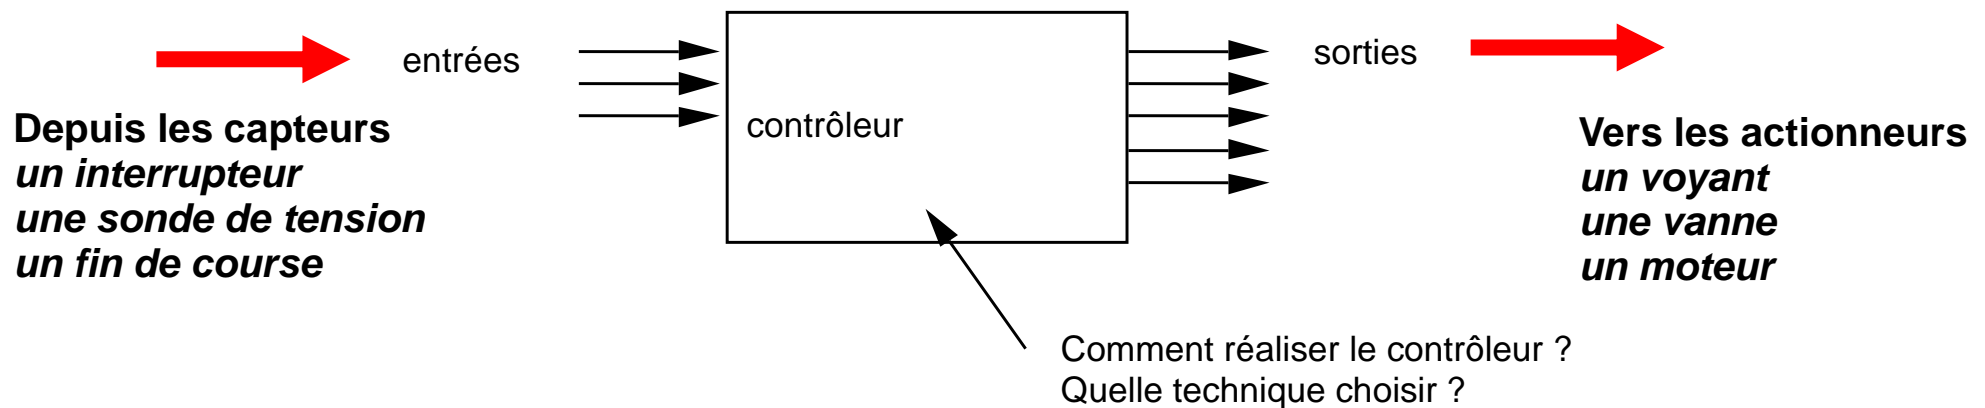 entrées
Depuis les capteurs
un interrupteur
une sonde de tension
un fin de course
contrôleur
sorties
Vers les actionneurs
un voyant
une vanne
un moteur
Comment réaliser le contrôleur ?
Quelle technique choisir ?